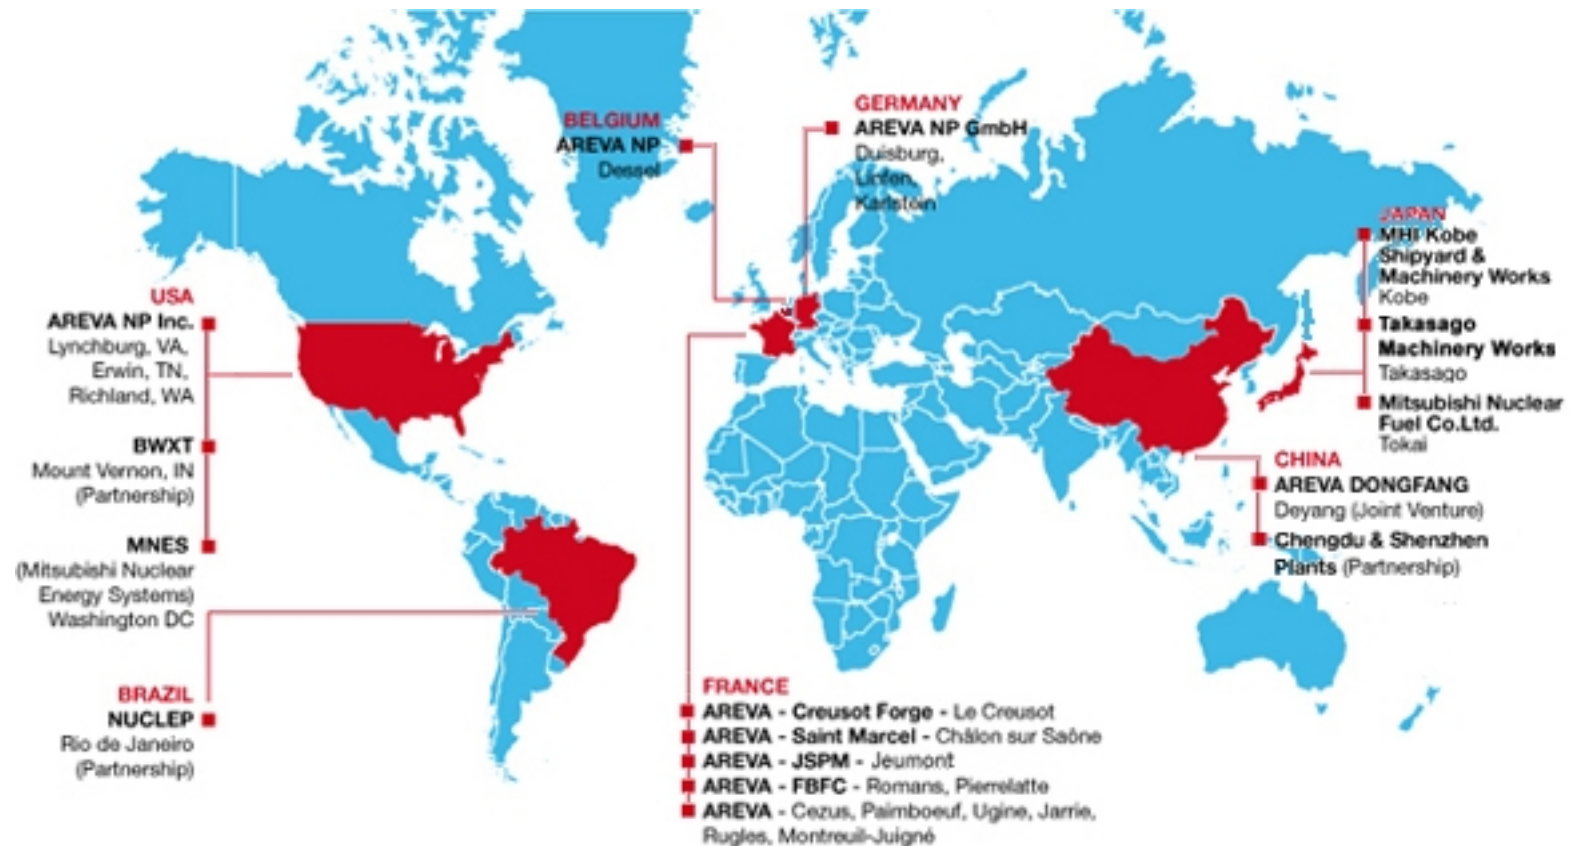 BELGIUM
AREVA NP
Dessel
GERMANY
AREVA NP GmbH
Duisburg,
Linfen,
Karlstein
JAPAN
MHI Kobe
Shipyard &
Machinery Works
Kobe
Takasago
Machinery Works
Takasago
Mitsubishi Nuclear
Fuel Co.Ltd.
Tokai
USA
AREVA NP Inc.
Lynchburg, VA,
Erwin, TN,
Richland, WA
BWXT
Mount Vernon, IN
(Partnership)
MNES
(Mitsubishi Nuclear
Energy Systems)
Washington DC
CHINA
AREVA DONGFANG
Deyang (Joint Venture)
Chengdu & Shenzhen
Plants (Partnership)
BRAZIL
NUCLEP
Rio de Janeiro
(Partnership)
FRANCE
AREVA - Creusot Forge - Le Creusot
AREVA - Saint Marcel - Châlon sur Saône
AREVA - JSPM - Jeumont
AREVA - FBFC - Romans, Pierrelatte
AREVA - Cezus, Paimboeuf, Ugine, Jarrie,
Rugles, Montreuil-Juigné